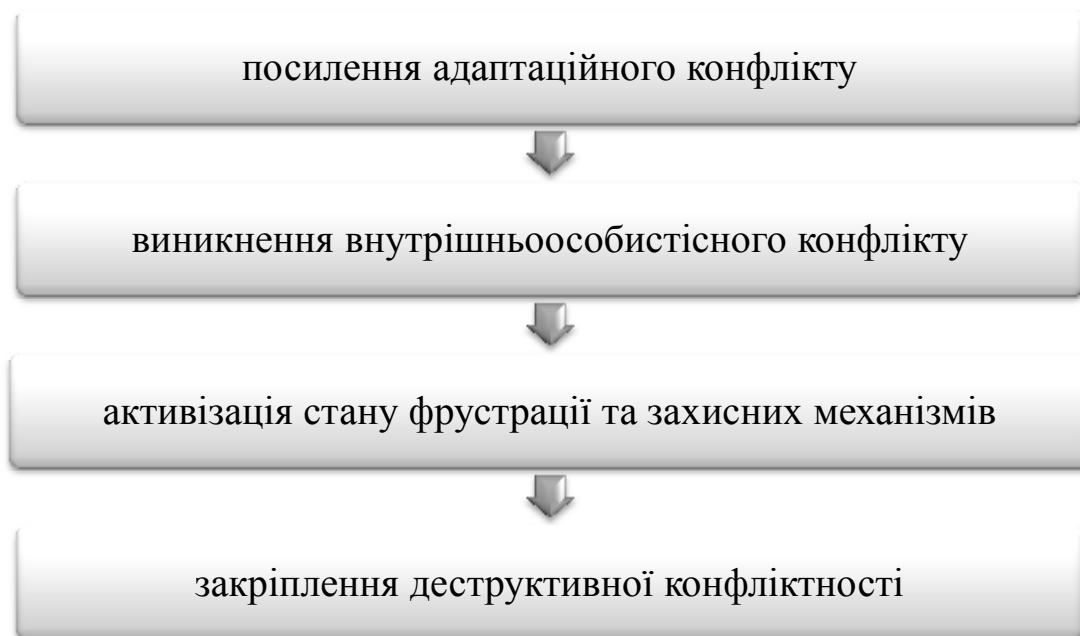 посилення адаптаційного конфлікту
виникнення внутрішньоособистісного конфлікту
активізація стану фрустрації та захисних механізмів
закріплення деструктивної конфліктності